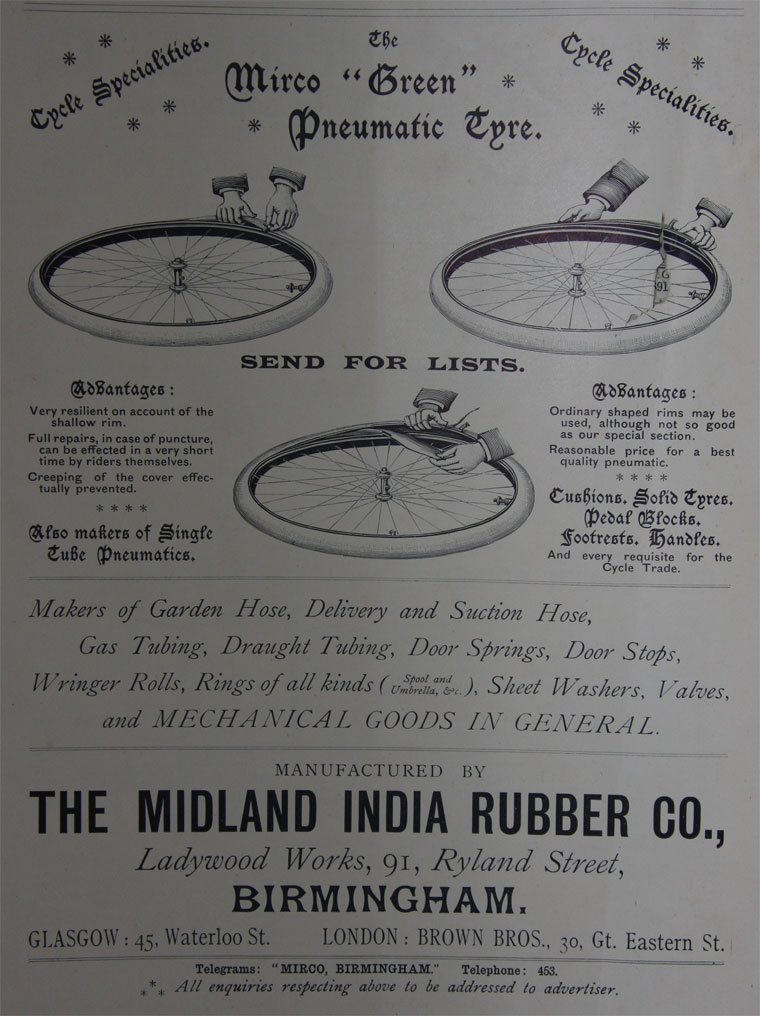 Cycle Specialities.
The
Mirco "Green"
Pneumatic Tyre.
Cycle Specialities.
G
91
SEND FOR LISTS.
Advantages :
Very resilient on account of the
shallow rim.
Full repairs, in case of puncture,
can be effected in a very short
time by riders themselves.
Creeping of the cover effec-
tually prevented.
* * * *
Also makers of Single
Tube Pneumatics.
Advantages :
Ordinary shaped rims may be
used, although not so good
as our special section.
Reasonable price for a best
quality pneumatic.
* * * *
Cushions. Solid Tyres.
Pedal Blocks.
Footrests. Handles.
And every requisite for the
Cycle Trade.
Makers of Garden Hose, Delivery and Suction Hose,
Gas Tubing, Draught Tubing, Door Springs, Door Stops,
Wringer Rolls, Rings of all kinds (Spool and Umbrella, &c.), Sheet Washers, Valves,
and MECHANICAL GOODS IN GENERAL.
MANUFACTURED BY
THE MIDLAND INDIA RUBBER CO.,
Ladywood Works, 91, Ryland Street,
BIRMINGHAM.
GLASGOW : 45, Waterloo St. LONDON : BROWN BROS., 30, Gt. Eastern St.
Telegrams: "MIRCO, BIRMINGHAM." Telephone: 453.
*** All enquiries respecting above to be addressed to advertiser.